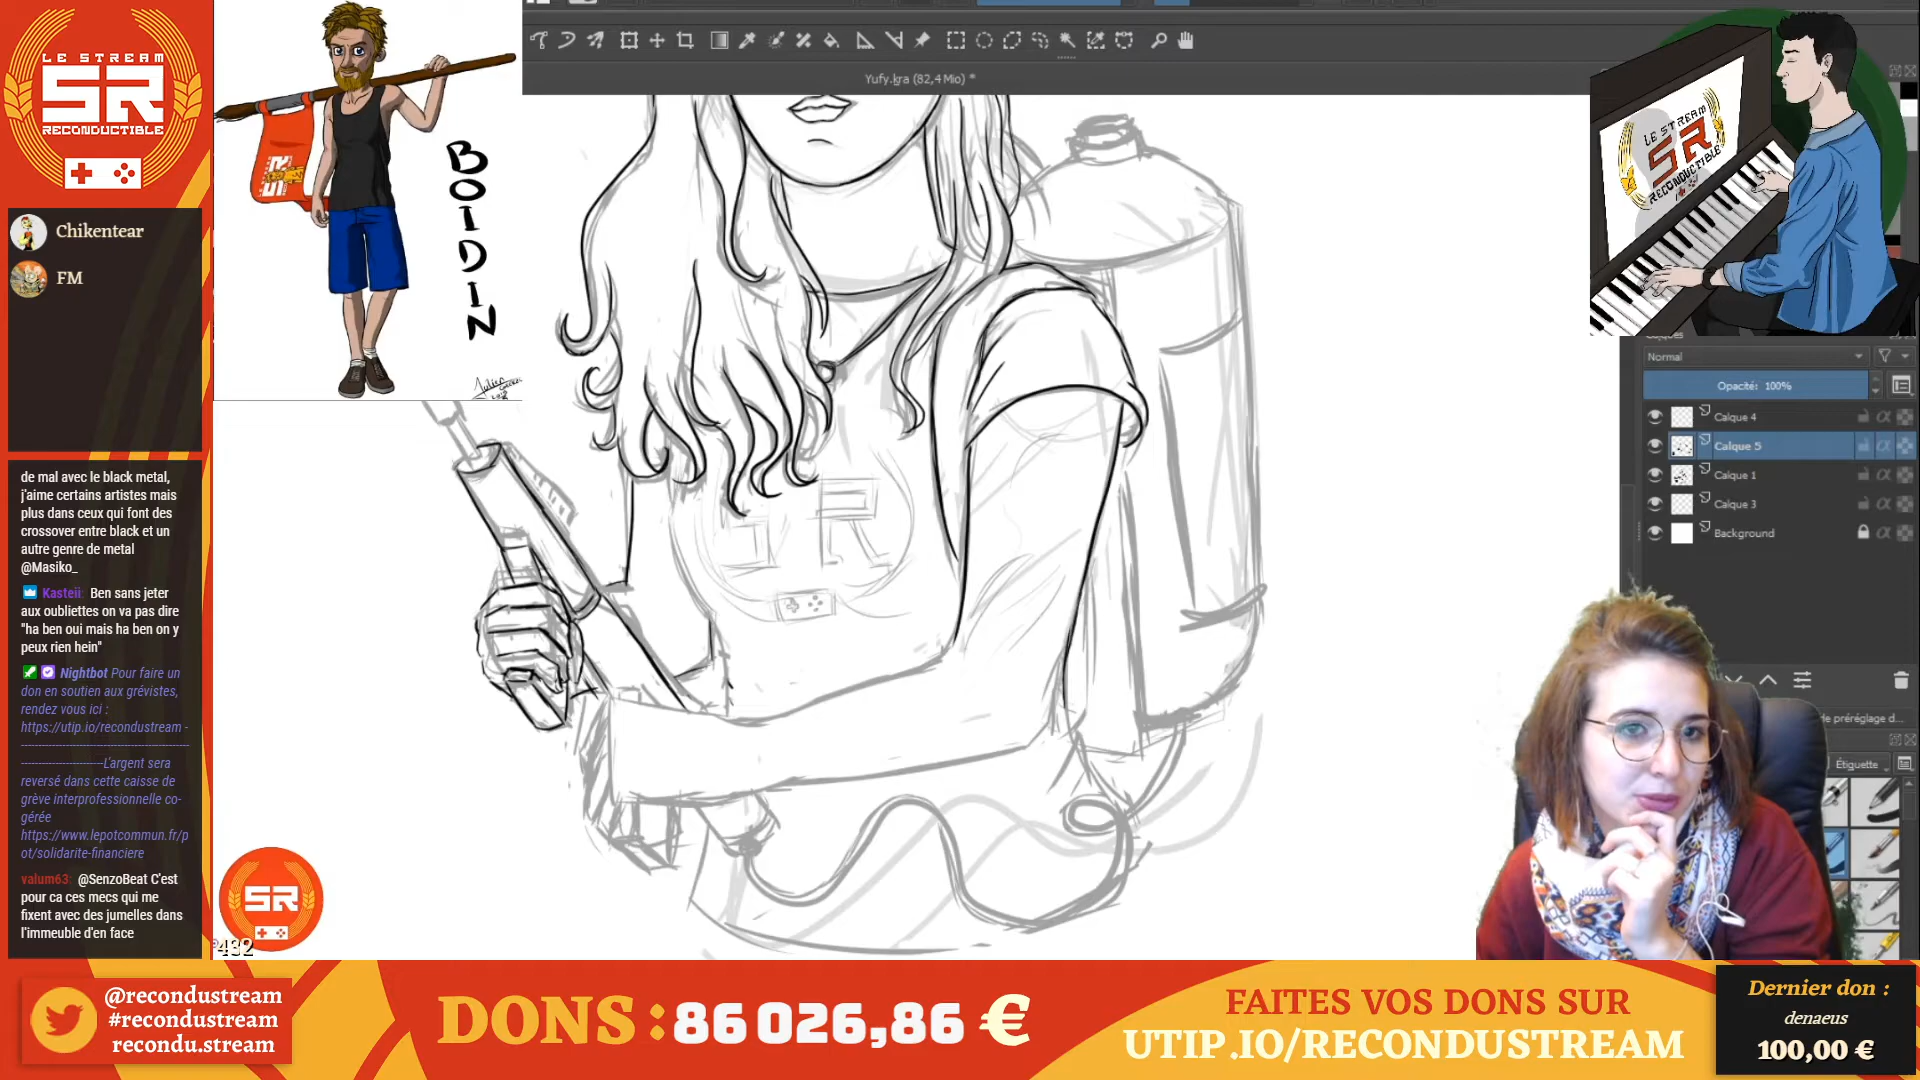 LE STREAM
SR
RECONDUCTIBLE
Chikentear
FM
de mal avec le black metal,
j'aime certains artistes mais
plus dans ceux qui font des
crossover entre black et un
autre genre de metal
@Masiko_
Kasteii: Ben sans jeter
aux oubliettes on va pas dire
"ha ben oui mais ha ben on y
peux rien hein"
Nightbot Pour faire un
don en soutien aux grévistes,
rendez vous ici :
https://utip.io/recondustream -
L'argent sera
reversé dans cette caisse de
grève interprofessionnelle co-
gérée
https://www.lepotcommun.fr/p
ot/solidarite-financiere
valum63: @SenzoBeat C'est
pour ca ces mecs qui me
fixent avec des jumelles dans
l'immeuble d'en face
BOIDIN
Yufy.kra (82,4 Mio) *
SR
SR
432
LE STREAM
SR
RECONDUCTIBLE
Normal
Opacité: 100%
Calque 4
Calque 5
Calque 1
Calque 3
Background
de préréglage d...
Étiquette
@recondustream
#recondustream
recondu.stream
DONS : 86 026,86 €
FAITES VOS DONS SUR
UTIP.IO/RECONDUSTREAM
Dernier don :
denaeus
100,00 €